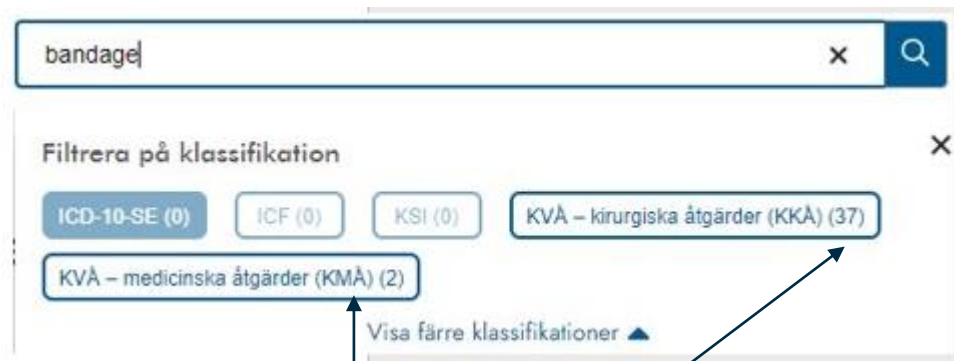 bandage
Filtrera på klassifikation
ICD-10-SE (0) ICF (0) KSI (0) KVÅ – kirurgiska åtgärder (KKÅ) (37)
KVÅ – medicinska åtgärder (KMÅ) (2)
Visa färre klassifikationer